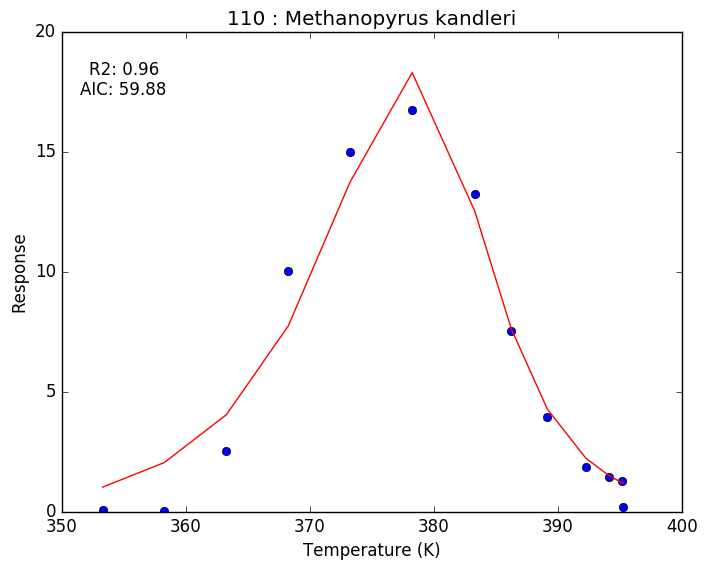 110 : Methanopyrus kandleri
R2: 0.96
AIC: 59.88
Response
20
15
10
5
0
350 360 370 380 390 400
Temperature (K)